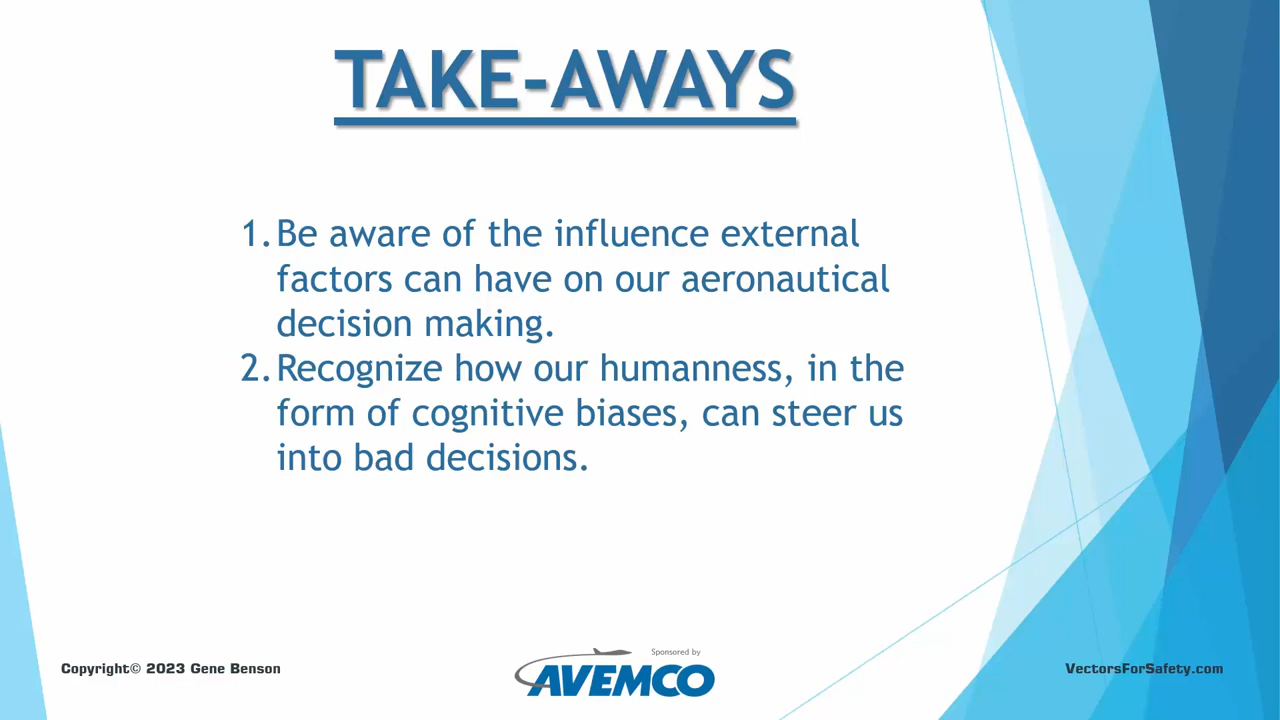 TAKE-AWAYS
1. Be aware of the influence external
factors can have on our aeronautical
decision making.
2. Recognize how our humanness, in the
form of cognitive biases, can steer us
into bad decisions.
Copyright© 2023 Gene Benson
Sponsored by
AVEMCO
VectorsForSafety.com